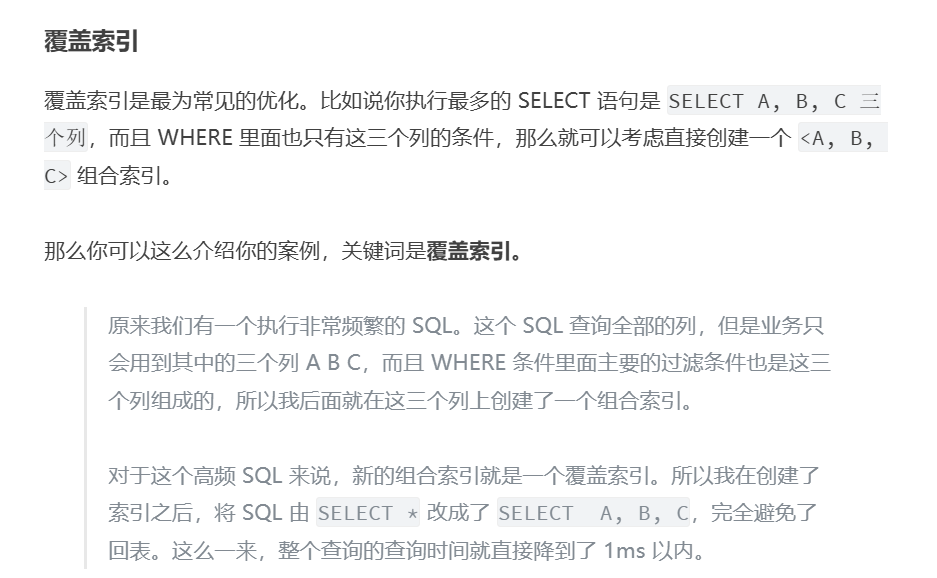 覆盖索引
覆盖索引是最为常见的优化。比如说你执行最多的 SELECT 语句是 SELECT A, B, C 三
个列，而且 WHERE 里面也只有这三个列的条件，那么就可以考虑直接创建一个 <A, B,
C> 组合索引。
那么你可以这么介绍你的案例，关键词是覆盖索引。
原来我们有一个执行非常频繁的 SQL。这个 SQL 查询全部的列，但是业务只
会用到其中的三个列 A B C，而且 WHERE 条件里面主要的过滤条件也是这三
个列组成的，所以我后面就在这三个列上创建了一个组合索引。
对于这个高频 SQL 来说，新的组合索引就是一个覆盖索引。所以我在创建了
索引之后，将 SQL 由 SELECT * 改成了 SELECT  A, B, C，完全避免了
回表。这么一来，整个查询的查询时间就直接降到了 1ms 以内。